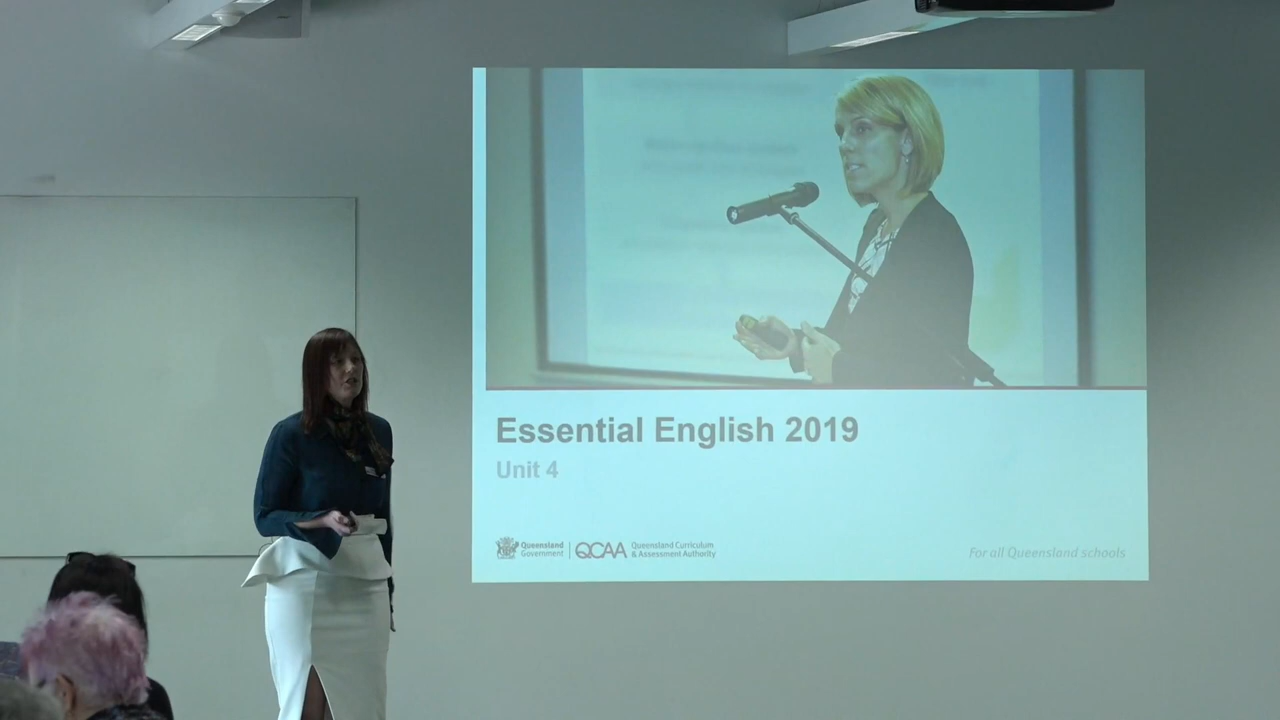 Essential English 2019
Unit 4
Queensland
Government
QCAA
Queensland Curriculum
& Assessment Authority
For all Queensland schools